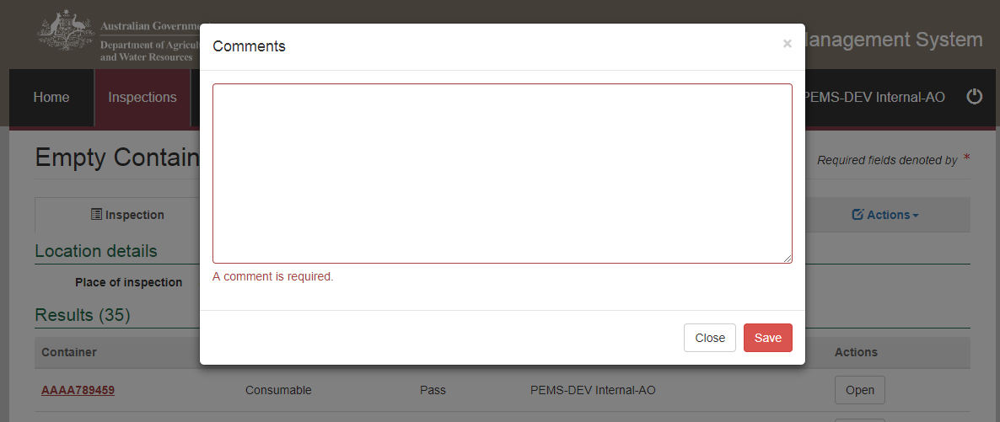 Australian Governme
Department of Agricul
and Water Resources
Management System
Home
Inspections
PEMS-DEV Internal-AO
Comments
×
A comment is required.
Close
Save
Empty Contain
Required fields denoted by *
Inspection
Actions
Location details
Place of inspection
Results (35)
Container
Actions
AAAA789459
Consumable
Pass
PEMS-DEV Internal-AO
Open